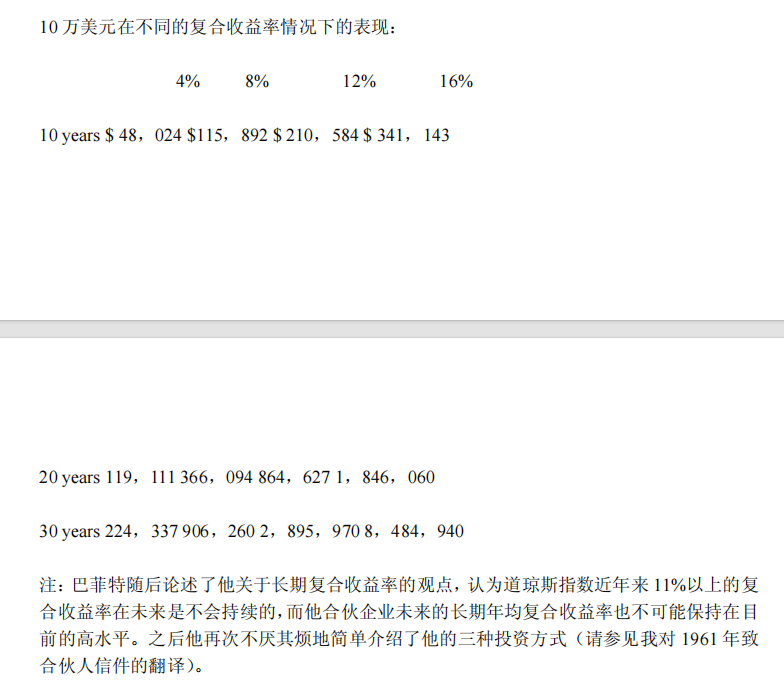 10 万美元在不同的复合收益率情况下的表现：
4% 8% 12% 16%
10 years $ 48，024 $115，892 $ 210，584 $ 341，143
20 years 119，111 366，094 864，627 1，846，060
30 years 224，337 906，260 2，895，970 8，484，940
注：巴菲特随后论述了他关于长期复合收益率的观点，认为道琼斯指数近年来 11%以上的复
合收益率在未来是不会持续的，而他合伙企业未来的长期年均复合收益率也不可能保持在目
前的高水平。之后他再次不厌其烦地简单介绍了他的三种投资方式（请参见我对 1961 年致
合伙人信件的翻译）。